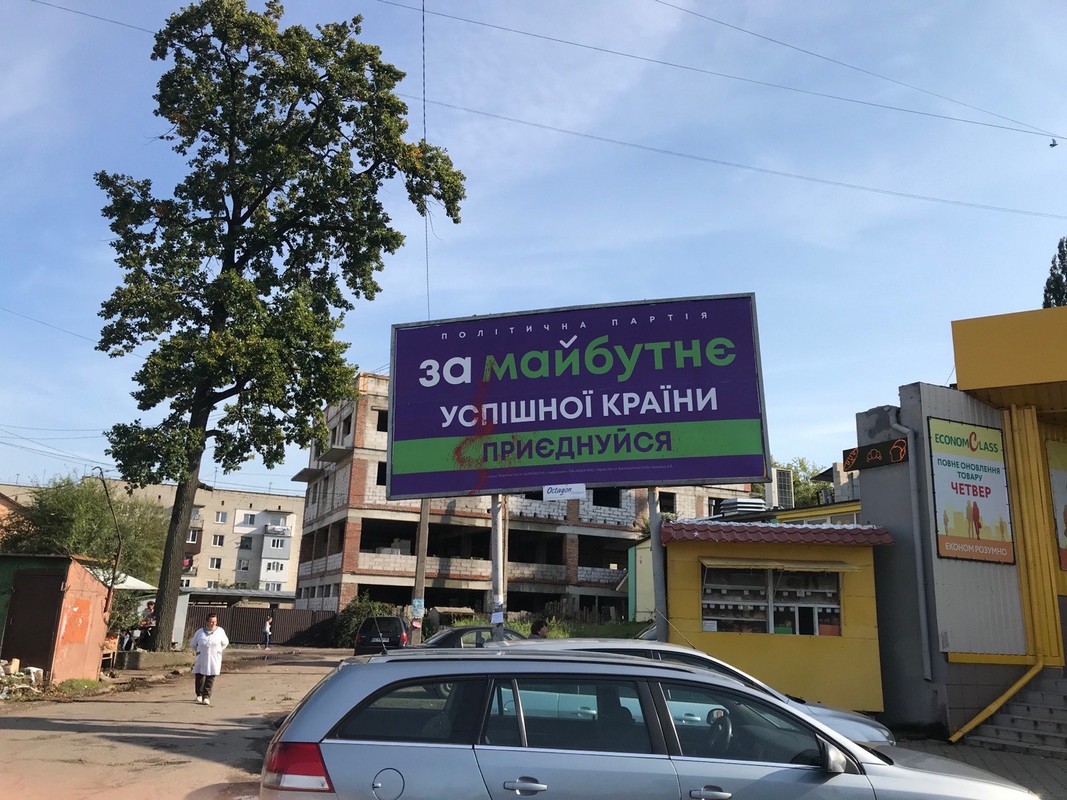 ПОЛІТИЧНА ПАРТІЯ
за майбутнє
УСПІШНОЇ КРАЇНИ
ПРИЄДНУЙСЯ
Octagon
ECONOMCLASS
ПОВНЕ ОНОВЛЕННЯ
ТОВАРУ
ЧЕТВЕР
ЕКОНОМ РОЗУМНО